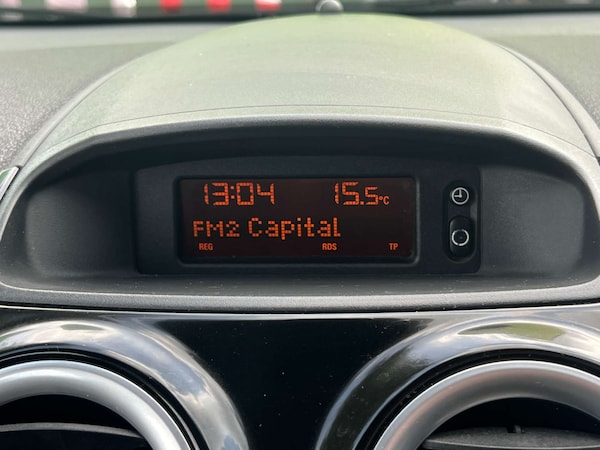 13:04 15.5°C
FM2 Capital
REG RDS TP